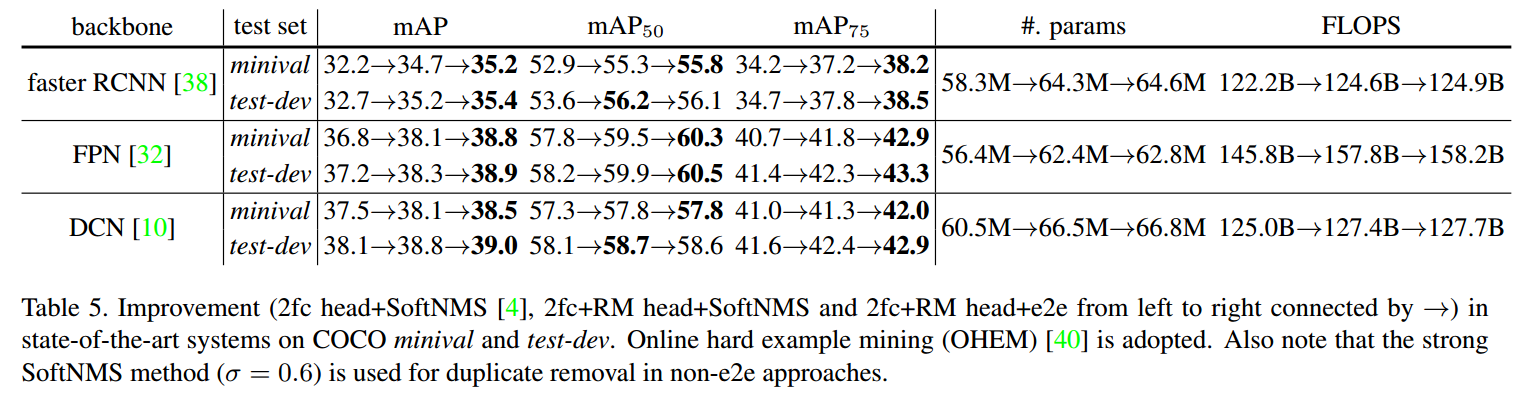 backbone test set mAP mAP50 mAP75 #. params FLOPS
faster RCNN [38] minival 32.2→34.7→35.2 52.9→55.3→55.8 34.2→37.2→38.2 58.3M→64.3M→64.6M 122.2B→124.6B→124.9B
test-dev 32.7→35.2→35.4 53.6→56.2→56.1 34.7→37.8→38.5
FPN [32] minival 36.8→38.1→38.8 57.8→59.5→60.3 40.7→41.8→42.9 56.4M→62.4M→62.8M 145.8B→157.8B→158.2B
test-dev 37.2→38.3→38.9 58.2→59.9→60.5 41.4→42.3→43.3
DCN [10] minival 37.5→38.1→38.5 57.3→57.8→57.8 41.0→41.3→42.0 60.5M→66.5M→66.8M 125.0B→127.4B→127.7B
test-dev 38.1→38.8→39.0 58.1→58.7→58.6 41.6→42.4→42.9
Table 5. Improvement (2fc head+SoftNMS [4], 2fc+RM head+SoftNMS and 2fc+RM head+e2e from left to right connected by →) in
state-of-the-art systems on COCO minival and test-dev. Online hard example mining (OHEM) [40] is adopted. Also note that the strong
SoftNMS method (σ = 0.6) is used for duplicate removal in non-e2e approaches.